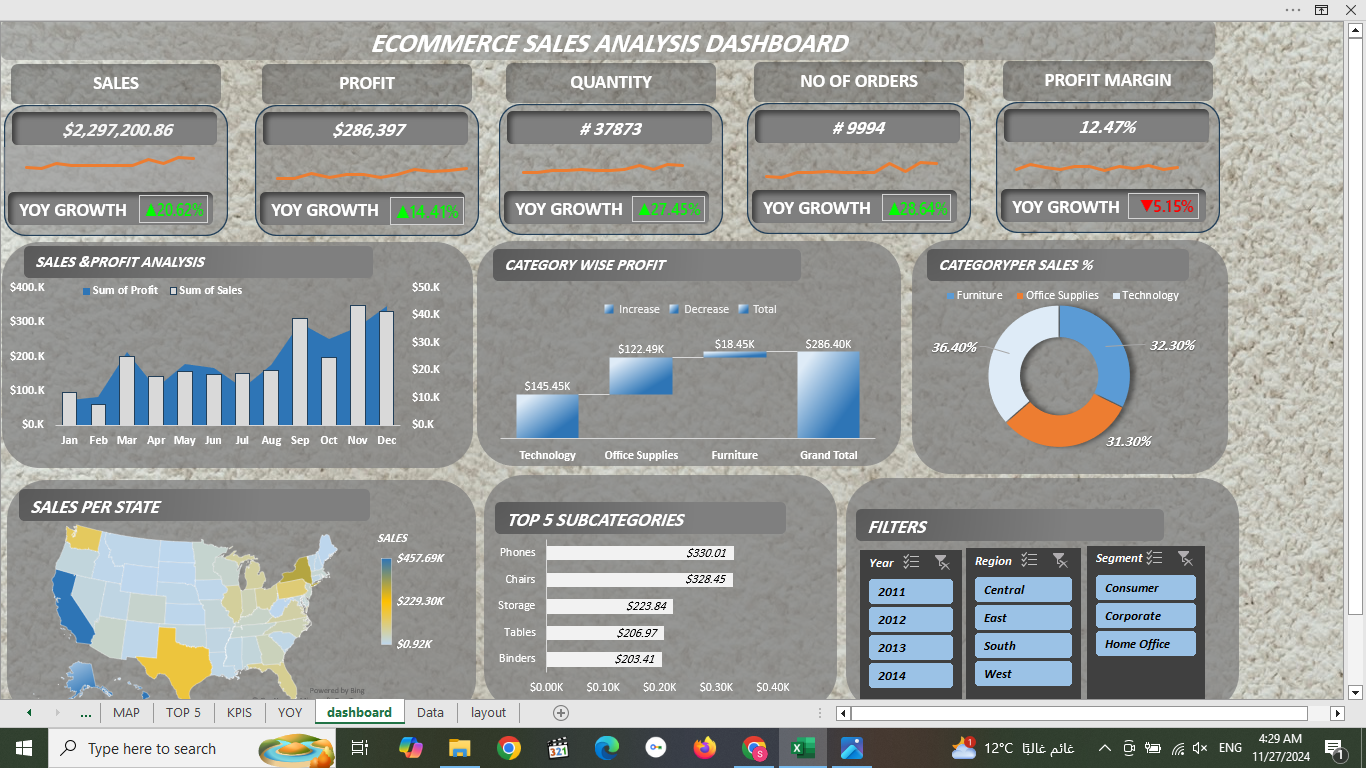 ECOMMERCE SALES ANALYSIS DASHBOARD
SALES
PROFIT
QUANTITY
NO OF ORDERS
PROFIT MARGIN
$2,297,200.86
$286,397
# 37873
# 9994
12.47%
YOY GROWTH ▲20.62%
YOY GROWTH ▲14.41%
YOY GROWTH ▲27.45%
YOY GROWTH ▲28.64%
YOY GROWTH ▼5.15%
SALES &PROFIT ANALYSIS
Sum of Profit Sum of Sales
$400.K
$300.K
$200.K
$100.K
$0.K
$50.K
$40.K
$30.K
$20.K
$10.K
$0.K
Jan Feb Mar Apr May Jun Jul Aug Sep Oct Nov Dec
CATEGORY WISE PROFIT
Increase Decrease Total
$145.45K
$122.49K
$18.45K
$286.40K
Technology Office Supplies Furniture Grand Total
CATEGORYPER SALES %
Furniture Office Supplies Technology
36.40%
32.30%
31.30%
SALES PER STATE
SALES
$457.69K
$229.30K
$0.92K
Powered by Bing
TOP 5 SUBCATEGORIES
Phones $330.01
Chairs $328.45
Storage $223.84
Tables $206.97
Binders $203.41
$0.00K $0.10K $0.20K $0.30K $0.40K
FILTERS
Year
2011
2012
2013
2014
Region
Central
East
South
West
Segment
Consumer
Corporate
Home Office
... MAP TOP 5 KPIS YOY dashboard Data layout
Type here to search
321
S
1
12°C غائم غالبًا
ENG
4:29 AM
11/27/2024
1